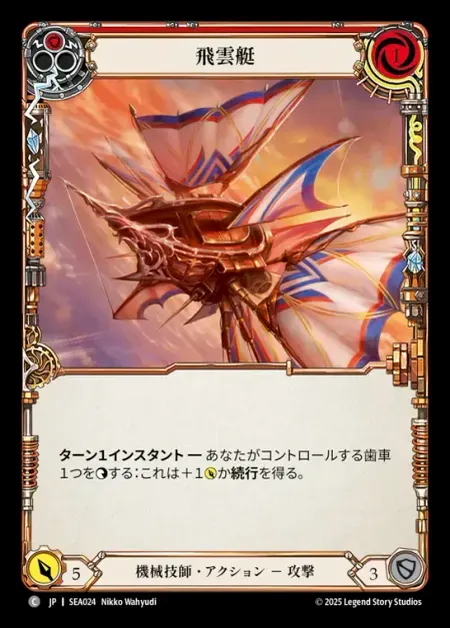 I
飛雲艇
ターン1インスタント ― あなたがコントロールする歯車
1つをする:これは+1か続行を得る。
5
機械技師・アクション ― 攻撃
3
C JP SEA024 Nikko Wahyudi
© 2025 Legend Story Studios